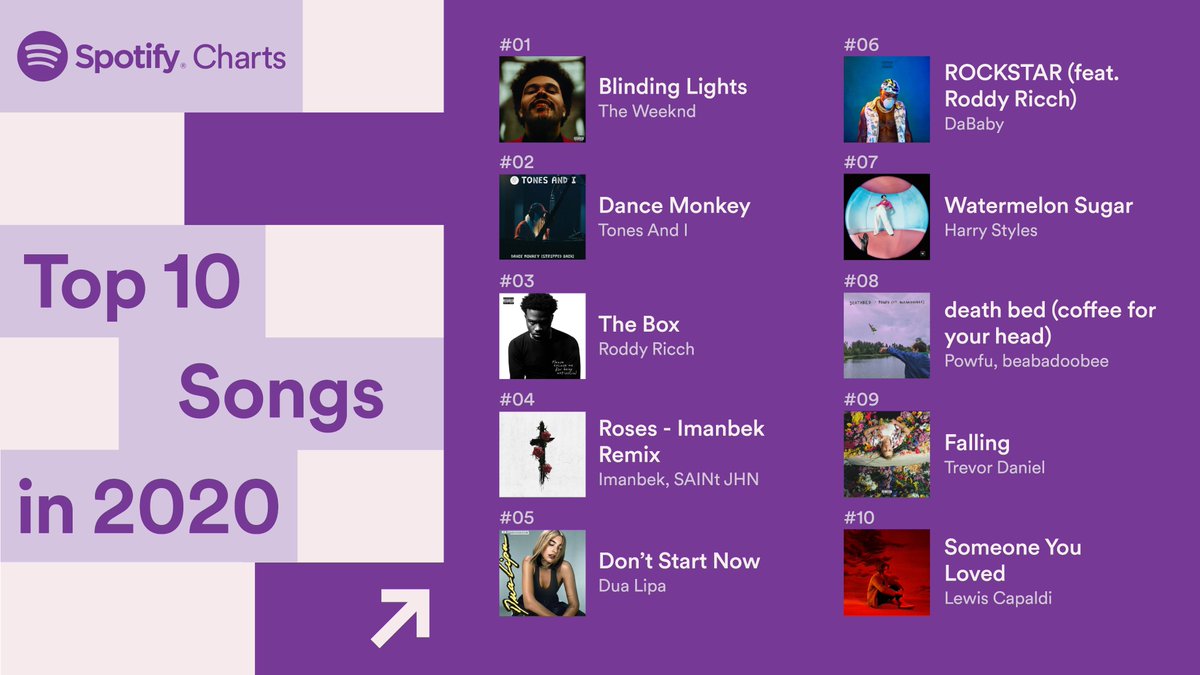 Spotify® Charts
Top 10
Songs
in 2020
#01
Blinding Lights
The Weeknd
#02
TONES AND I
DANCE MONKEY (STRIPPED BACK)
Dance Monkey
Tones And I
#03
The Box
Roddy Ricch
#04
Roses - Imanbek
Remix
Imanbek, SAINt JHN
#05
Dua Lipa
Don’t Start Now
Dua Lipa
#06
ROCKSTAR (feat.
Roddy Ricch)
DaBaby
#07
Watermelon Sugar
Harry Styles
#08
death bed (coffee for
your head)
Powfu, beabadoobee
#09
Falling
Trevor Daniel
#10
Someone You
Loved
Lewis Capaldi